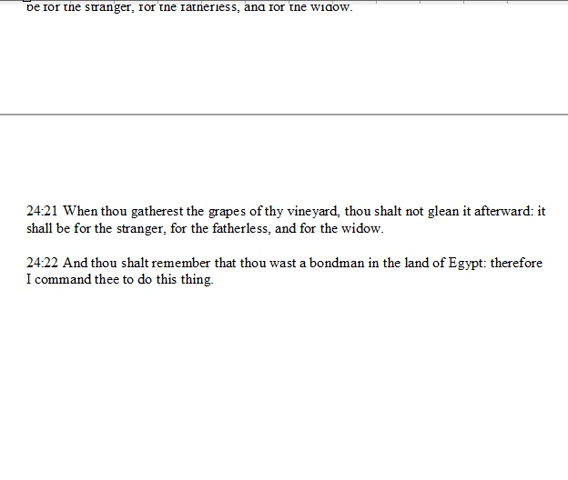 be for the stranger, for the fatherless, and for the widow.
24:21 When thou gatherest the grapes of thy vineyard, thou shalt not glean it afterward: it
shall be for the stranger, for the fatherless, and for the widow.
24:22 And thou shalt remember that thou wast a bondman in the land of Egypt: therefore
I command thee to do this thing.